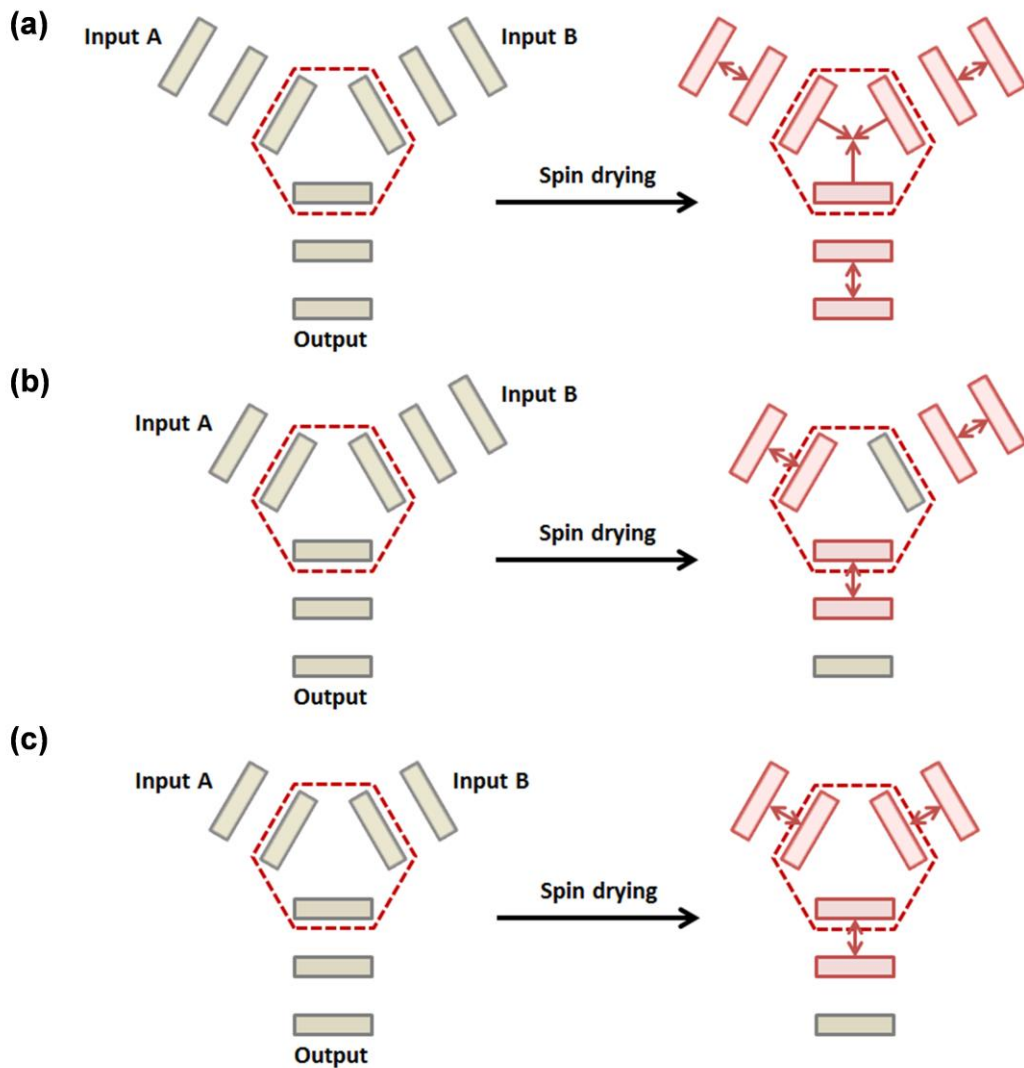 (a)
Input A
Input B
Spin drying
Output
(b)
Input B
Input A
Spin drying
Output
(c)
Input A
Input B
Spin drying
Output